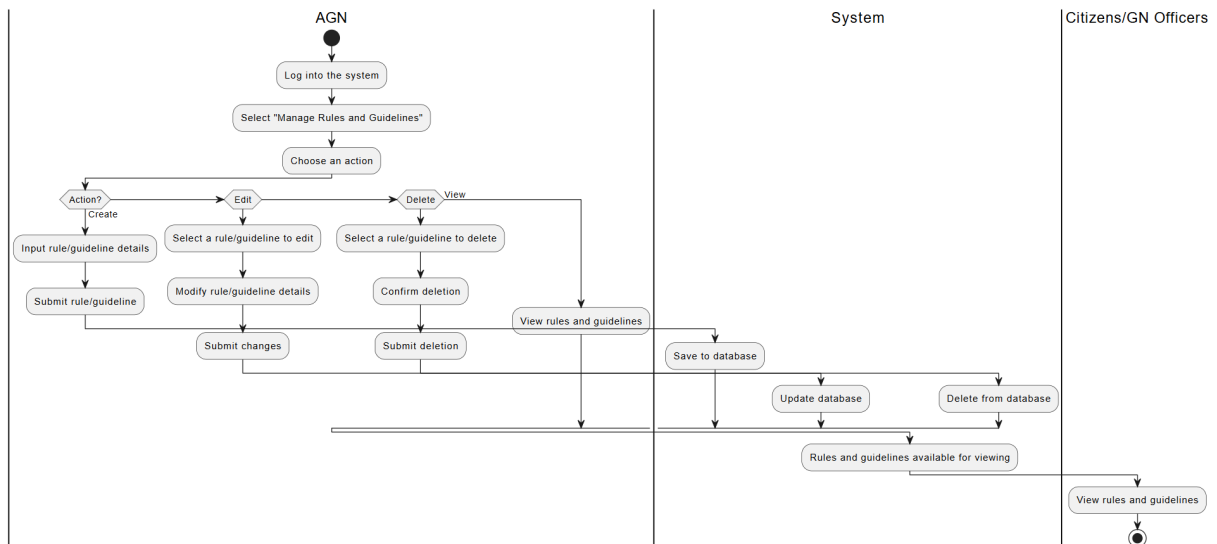 AGN
System
Citizens/GN Officers
Log into the system
Select "Manage Rules and Guidelines"
Choose an action
Action?
Edit
Delete
View
Create
Input rule/guideline details
Select a rule/guideline to edit
Select a rule/guideline to delete
Submit rule/guideline
Modify rule/guideline details
Confirm deletion
View rules and guidelines
Submit changes
Submit deletion
Save to database
Update database
Delete from database
Rules and guidelines available for viewing
View rules and guidelines